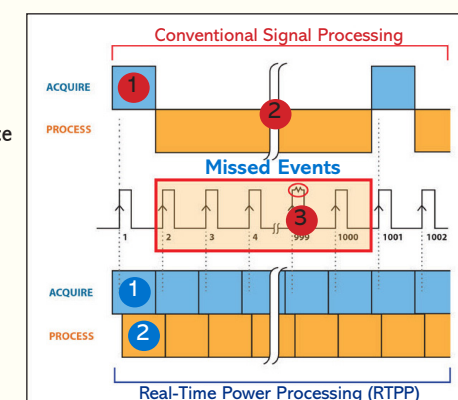 Conventional Signal Processing
ACQUIRE
1
te
PROCESS
2
Missed Events
3
1 2 3 4 999 1000 1001 1002
ACQUIRE
1
PROCESS
2
Real-Time Power Processing (RTPP)